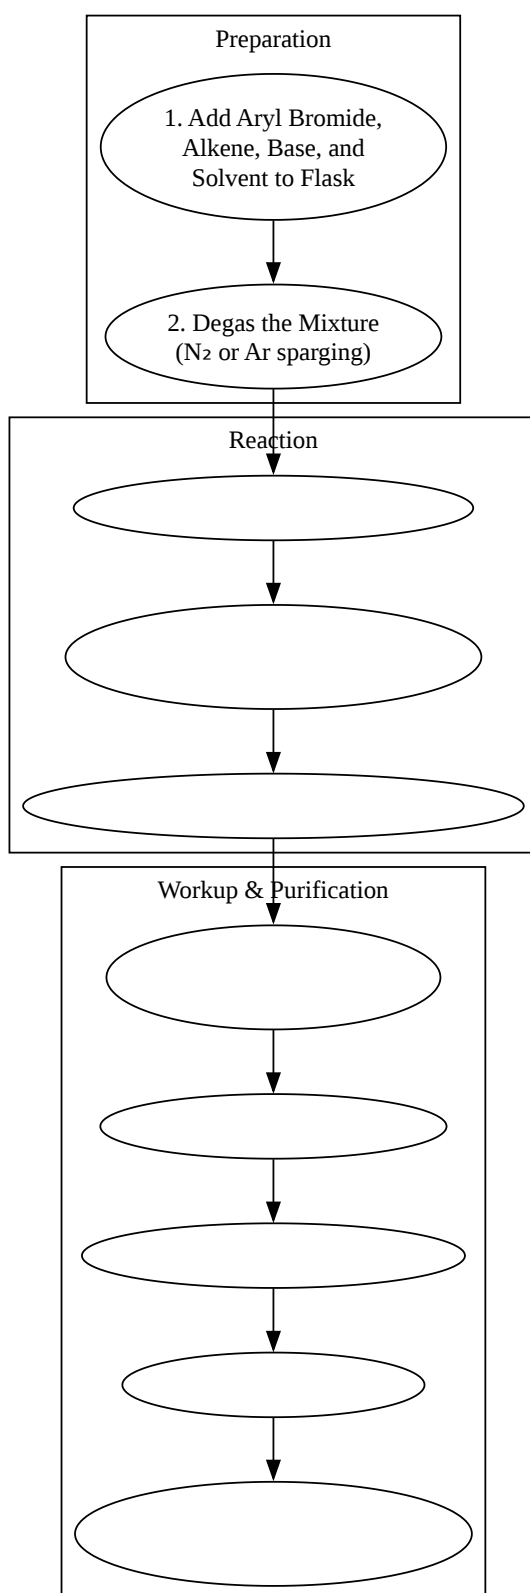 Preparation
1. Add Aryl Bromide,
Alkene, Base, and
Solvent to Flask
2. Degas the Mixture
(N₂ or Ar sparging)
Reaction
Workup & Purification